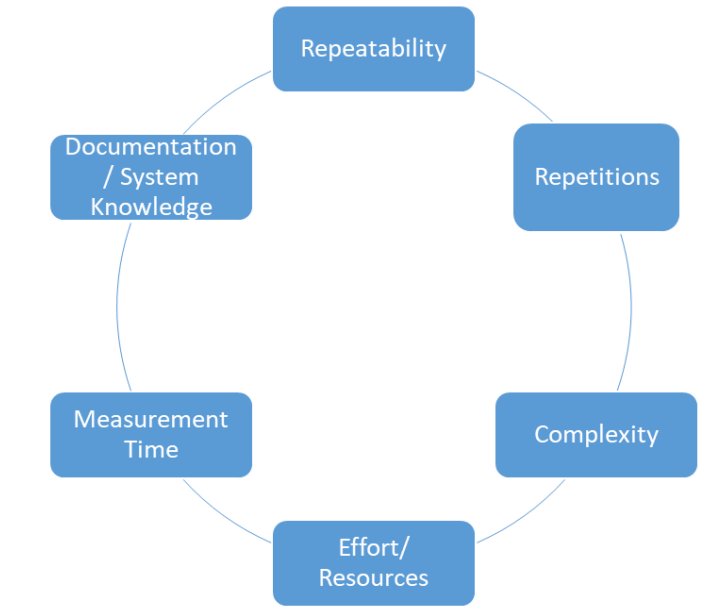 Repeatability
Repetitions
Complexity
Effort/
Resources
Measurement
Time
Documentation
/ System
Knowledge